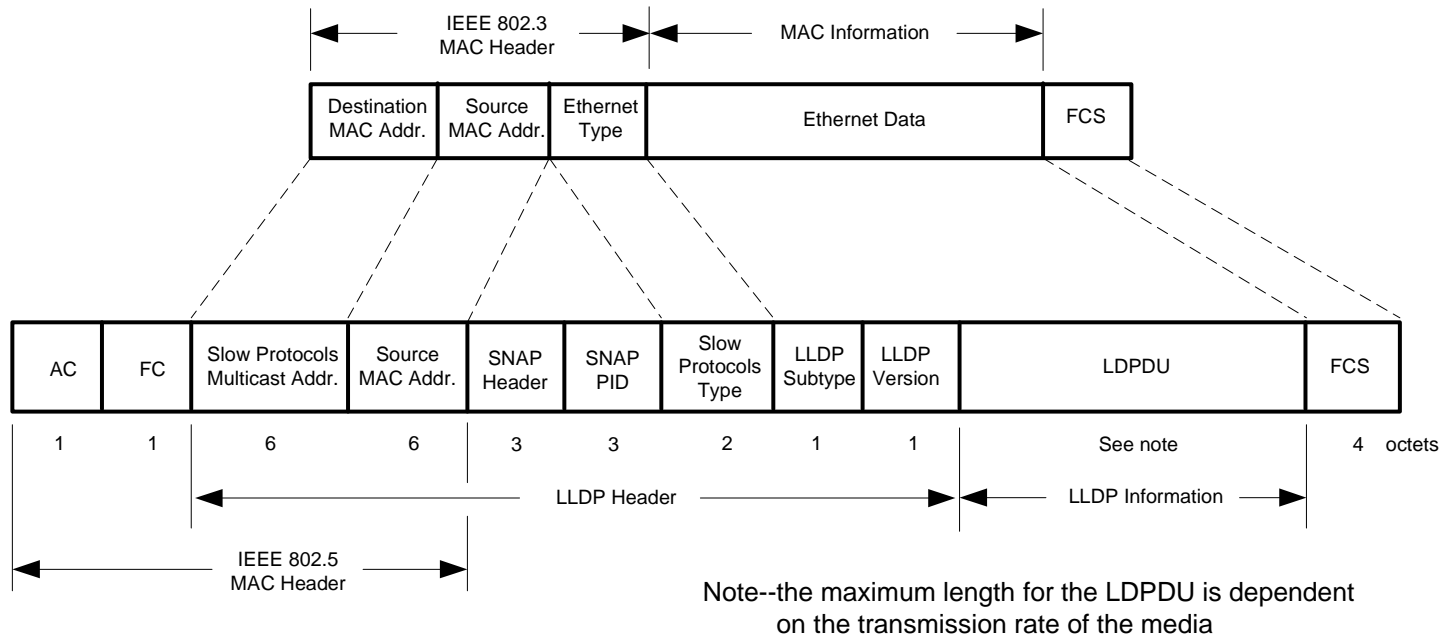 IEEE 802.3
MAC Header
MAC Information
Destination
MAC Addr.
Source
MAC Addr.
Ethernet
Type
Ethernet Data
FCS
AC
FC
Slow Protocols
Multicast Addr.
Source
MAC Addr.
SNAP
Header
SNAP
PID
Slow
Protocols
Type
LLDP
Subtype
LLDP
Version
LDPDU
FCS
1 1 6 6 3 3 2 1 1 See note 4 octets
LLDP Header
LLDP Information
IEEE 802.5
MAC Header
Note--the maximum length for the LDPDU is dependent
on the transmission rate of the media